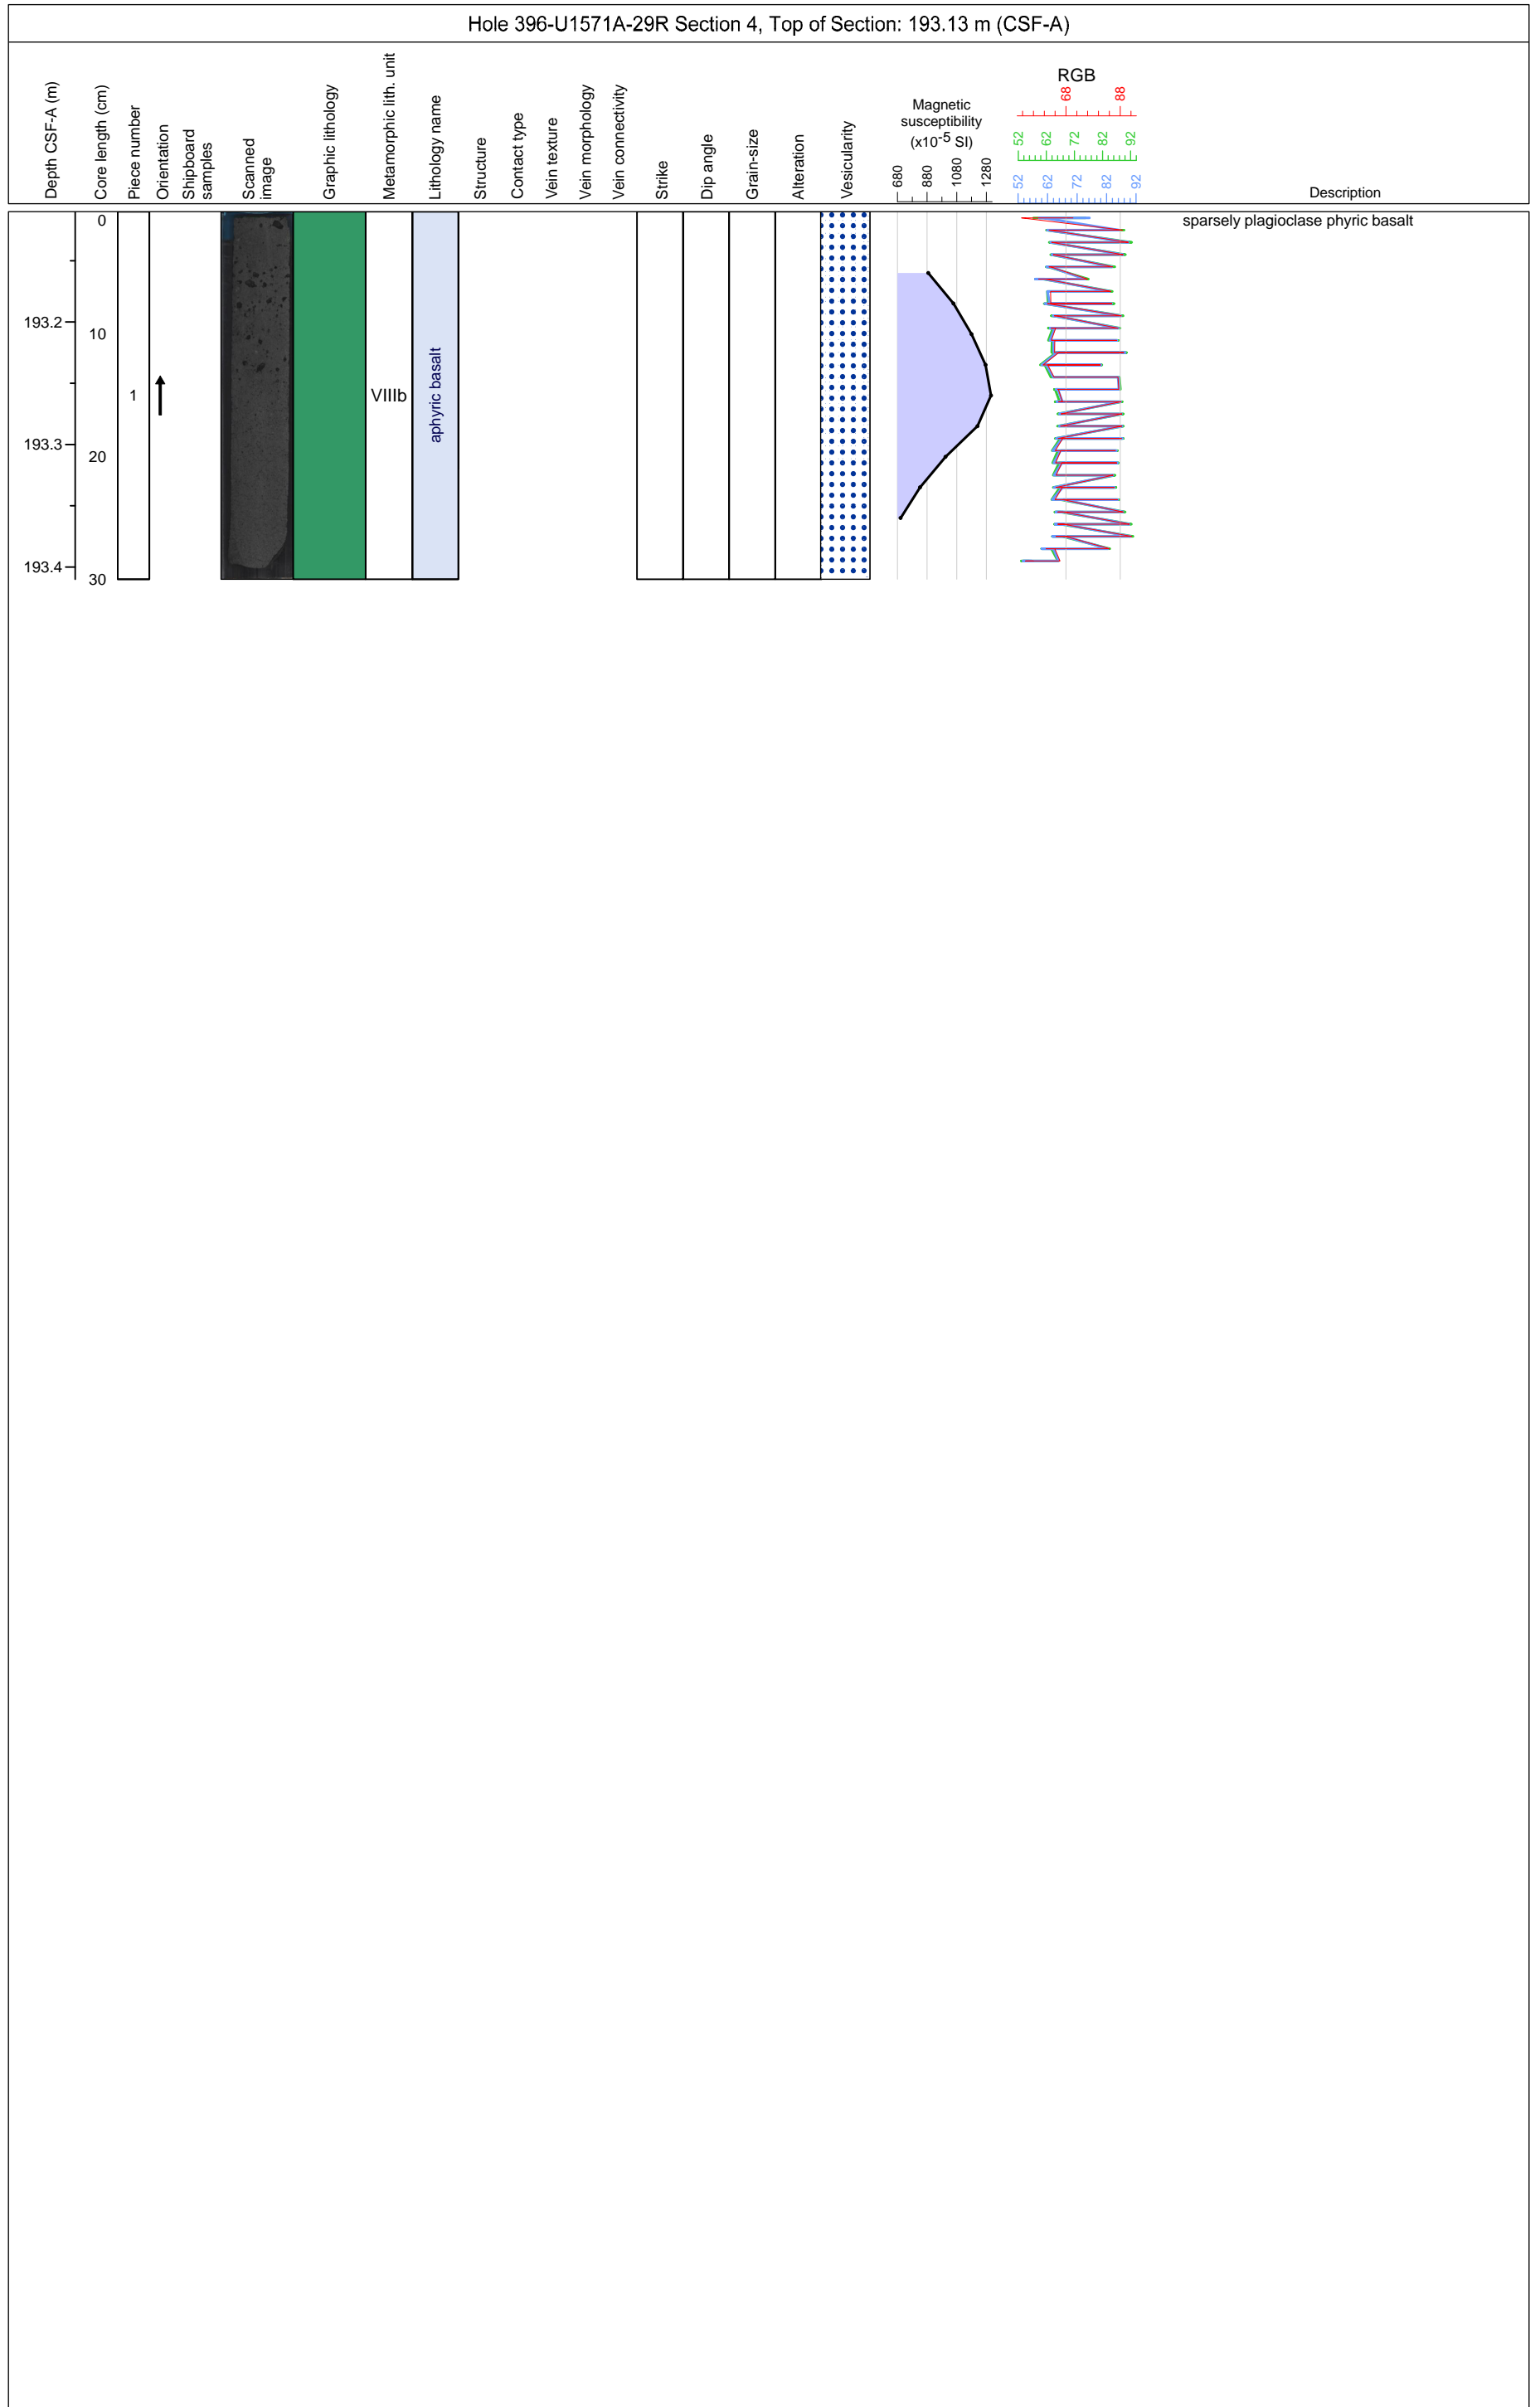 Hole 396-U1571A-29R Section 4, Top of Section: 193.13 m (CSF-A)
Depth CSF-A (m)
Core length (cm)
Piece number
Orientation
Shipboard
samples
Scanned
image
Graphic lithology
Metamorphic lith. unit
Lithology name
Structure
Contact type
Vein texture
Vein morphology
Vein connectivity
Strike
Dip angle
Grain-size
Alteration
Vesicularity
Magnetic
susceptibility
(x10-5 SI)
680 880 1080 1280
RGB
68 88
52 62 72 82 92
52 62 72 82 92
Description
0
sparsely plagioclase phyric basalt
193.2
10
1
VIIIb
aphyric basalt
193.3
20
193.4
30